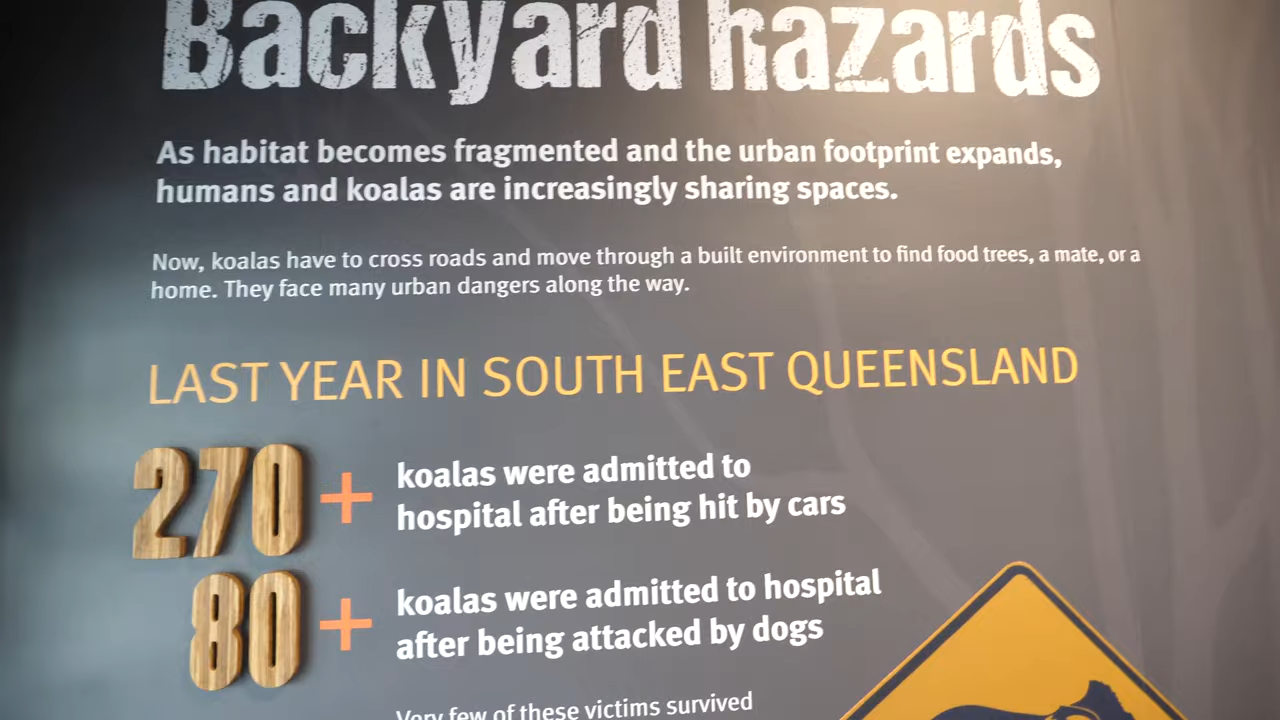 Backyard hazards
As habitat becomes fragmented and the urban footprint expands,
humans and koalas are increasingly sharing spaces.
Now, koalas have to cross roads and move through a built environment to find food trees, a mate, or a
home. They face many urban dangers along the way.
LAST YEAR IN SOUTH EAST QUEENSLAND
270 + koalas were admitted to
hospital after being hit by cars
80 + koalas were admitted to hospital
after being attacked by dogs
Very few of these victims survived